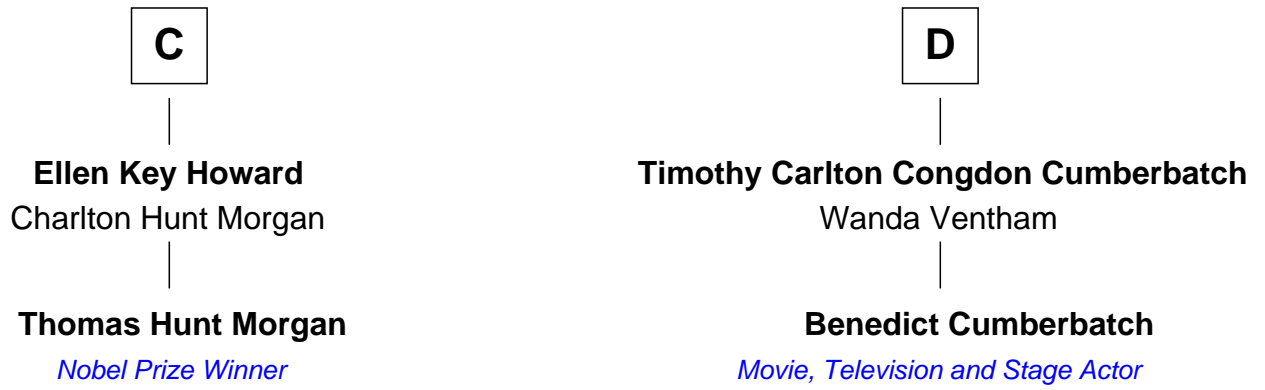 C
Ellen Key Howard
Charlton Hunt Morgan
Thomas Hunt Morgan
Nobel Prize Winner
D
Timothy Carlton Congdon Cumberbatch
Wanda Ventham
Benedict Cumberbatch
Movie, Television and Stage Actor